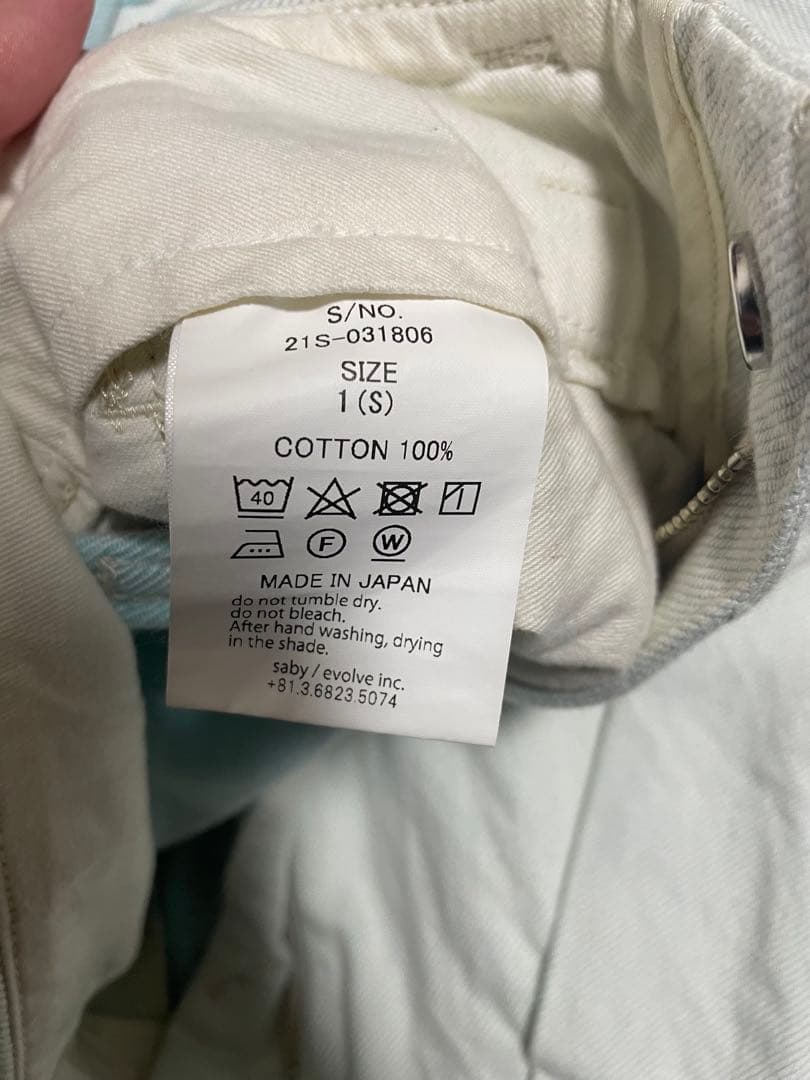 S/NO.
21S-031806
SIZE
1 (S)
COTTON 100%
40
F W
MADE IN JAPAN
do not tumble dry.
do not bleach.
After hand washing, drying
in the shade.
saby / evolve inc.
+81.3.6823.5074